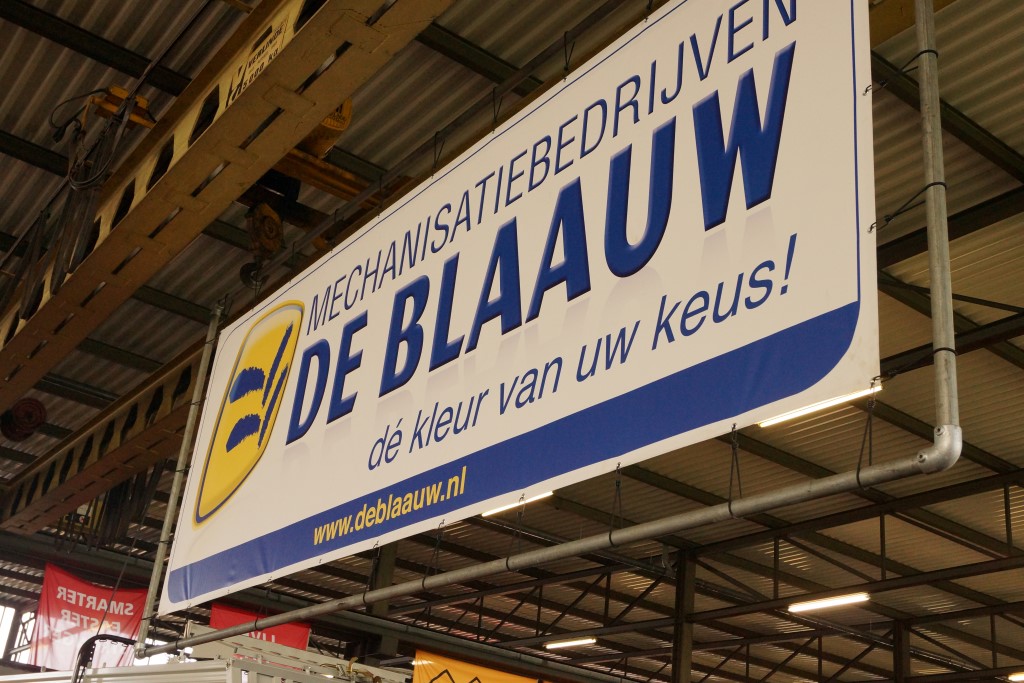 MECHANISATIEBEDRIJVEN
DE BLAAUW
dé kleur van uw keus!
www.deblaauw.nl
SMARTER